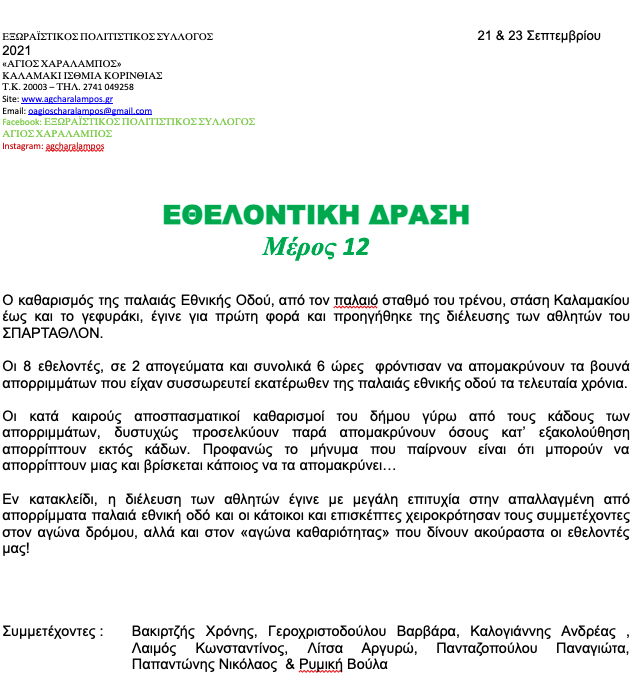 ΕΞΩΡΑΪΣΤΙΚΟΣ ΠΟΛΙΤΙΣΤΙΚΟΣ ΣΥΛΛΟΓΟΣ 21 & 23 Σεπτεμβρίου
2021
«ΑΓΙΟΣ ΧΑΡΑΛΑΜΠΟΣ»
ΚΑΛΑΜΑΚΙ ΙΣΘΜΙΑ ΚΟΡΙΝΘΙΑΣ
Τ.Κ. 20003 – ΤΗΛ. 2741 049258
Site: www.agcharalampos.gr
Email: oagioscharalampos@gmail.com
Facebook: ΕΞΩΡΑΪΣΤΙΚΟΣ ΠΟΛΙΤΙΣΤΙΚΟΣ ΣΥΛΛΟΓΟΣ
ΑΓΙΟΣ ΧΑΡΑΛΑΜΠΟΣ
Instagram: agcharalampos
ΕΘΕΛΟΝΤΙΚΗ ΔΡΑΣΗ
Μέρος 12
Ο καθαρισμός της παλαιάς Εθνικής Οδού, από τον παλαιό σταθμό του τρένου, στάση Καλαμακίου
έως και το γεφυράκι, έγινε για πρώτη φορά και προηγήθηκε της διέλευσης των αθλητών του
ΣΠΑΡΤΑΘΛΟΝ.
Οι 8 εθελοντές, σε 2 απογεύματα και συνολικά 6 ώρες φρόντισαν να απομακρύνουν τα βουνά
απορριμμάτων που είχαν συσσωρευτεί εκατέρωθεν της παλαιάς εθνικής οδού τα τελευταία χρόνια.
Οι κατά καιρούς αποσπασματικοί καθαρισμοί του δήμου γύρω από τους κάδους των
απορριμμάτων, δυστυχώς προσελκύουν παρά απομακρύνουν όσους κατ’ εξακολούθηση
απορρίπτουν εκτός κάδων. Προφανώς το μήνυμα που παίρνουν είναι ότι μπορούν να
απορρίπτουν μιας και βρίσκεται κάποιος να τα απομακρύνει…
Εν κατακλείδι, η διέλευση των αθλητών έγινε με μεγάλη επιτυχία στην απαλλαγμένη από
απορρίμματα παλαιά εθνική οδό και οι κάτοικοι και επισκέπτες χειροκρότησαν τους συμμετέχοντες
στον αγώνα δρόμου, αλλά και στον «αγώνα καθαριότητας» που δίνουν ακούραστα οι εθελοντές
μας!
Συμμετέχοντες : Βακιρτζής Χρόνης, Γεροχριστοδούλου Βαρβάρα, Καλογιάννης Ανδρέας ,
Λαιμός Κωνσταντίνος, Λίτσα Αργυρώ, Πανταζοπούλου Παναγιώτα,
Παπαντώνης Νικόλαος & Ρυμική Βούλα